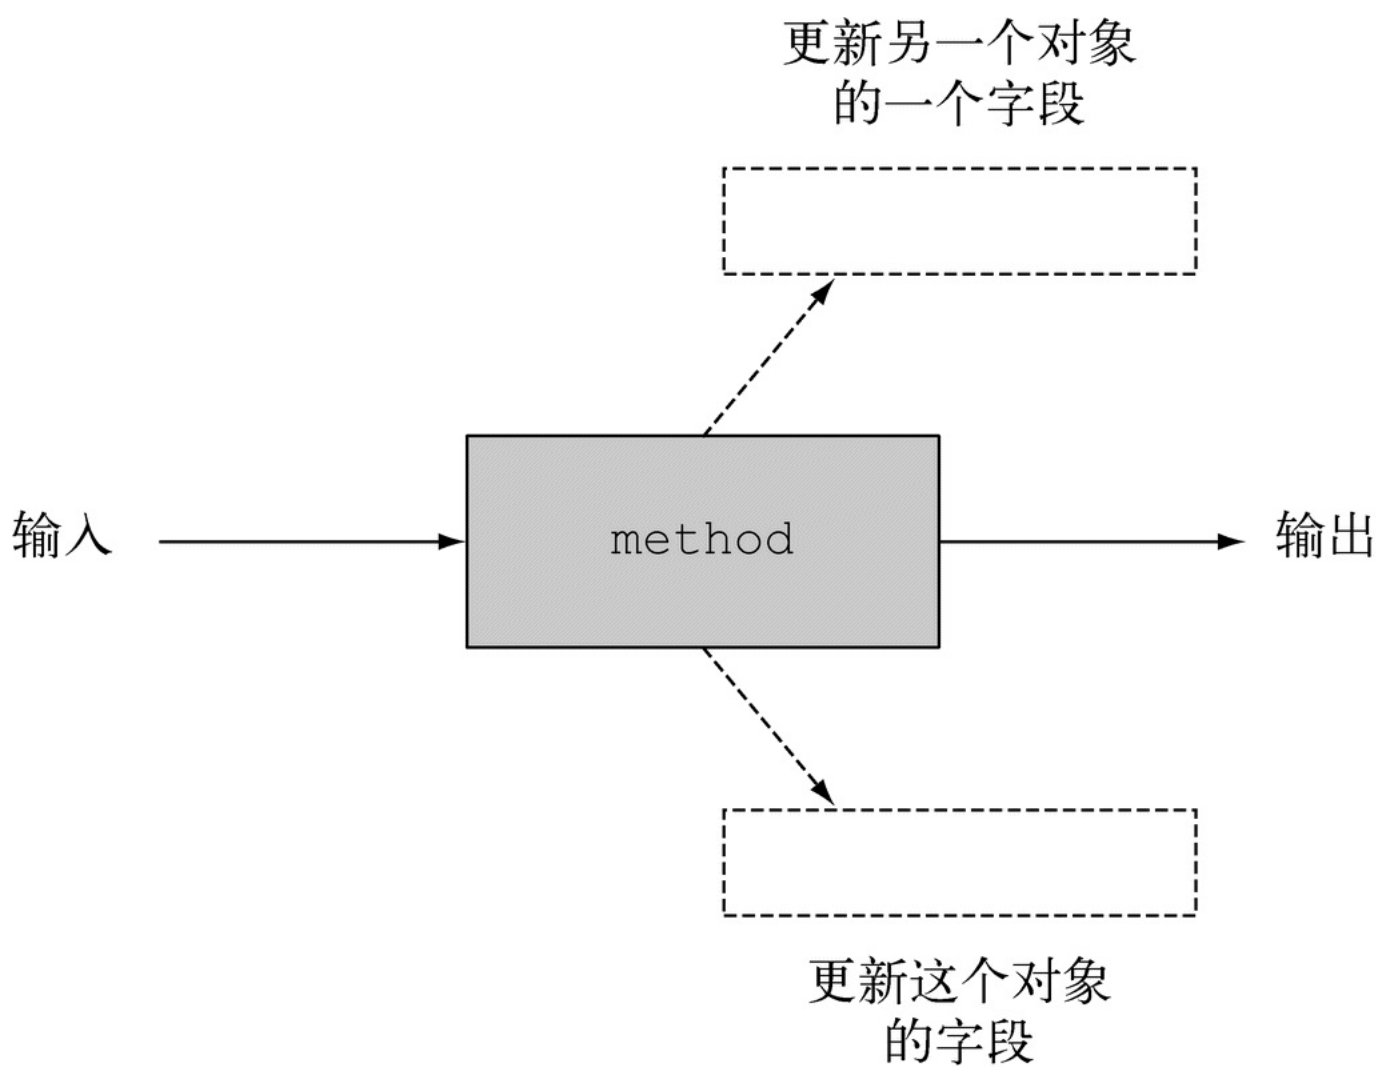 更新另一个对象
的一个字段
输入
method
输出
更新这个对象
的字段